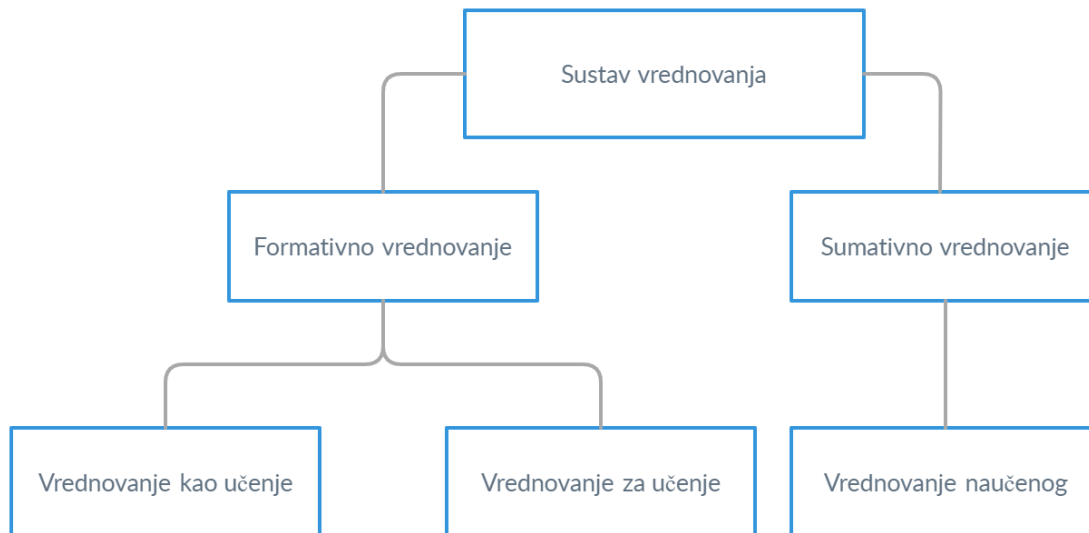 Sustav vrednovanja
Formativno vrednovanje
Sumativno vrednovanje
Vrednovanje kao učenje
Vrednovanje za učenje
Vrednovanje naučenog